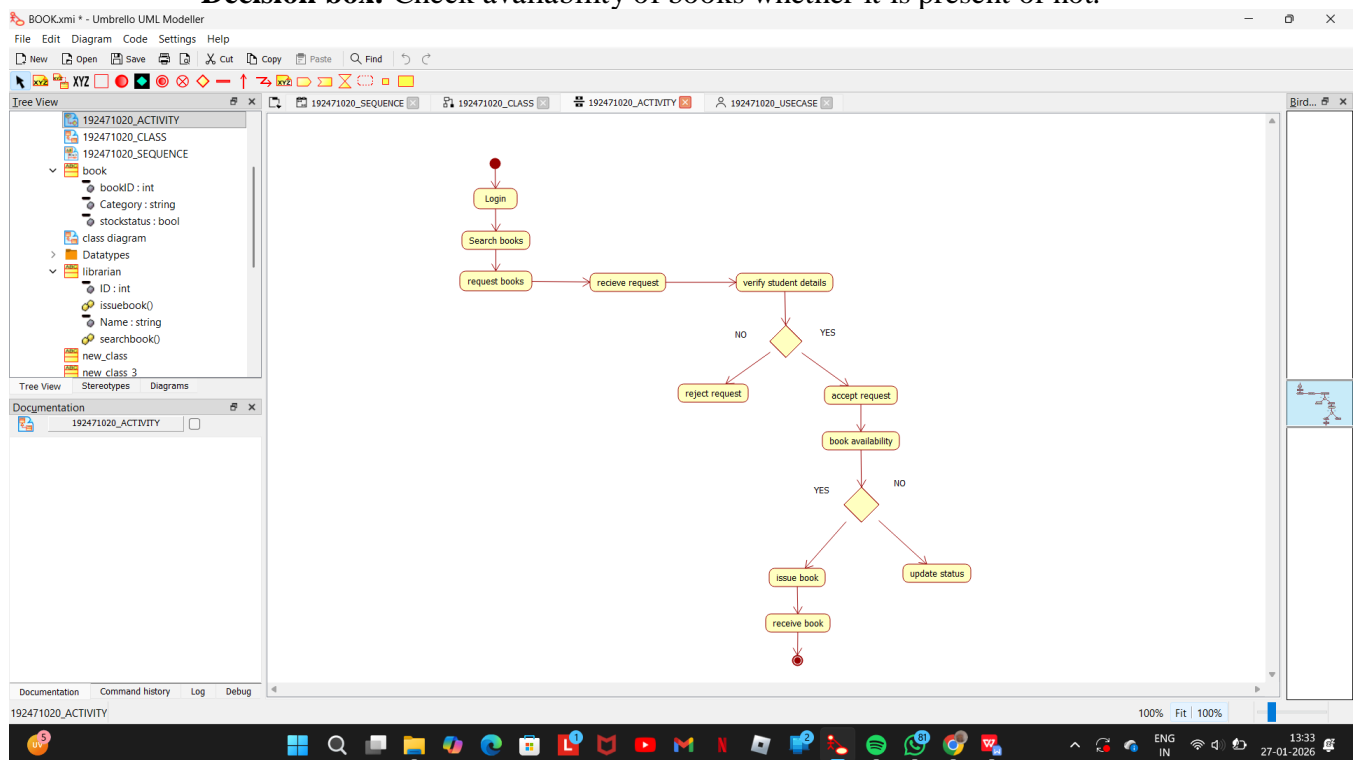 Decision box: Check availability of books whether it is present or not.
BOOK.xmi * - Umbrello UML Modeller
File Edit Diagram Code Settings Help
New Open Save Cut Copy Paste Find
XYZ
Tree View
192471020_SEQUENCE 192471020_CLASS 192471020_ACTIVITY 192471020_USECASE
Bird...
192471020_ACTIVITY
192471020_CLASS
192471020_SEQUENCE
book
bookID : int
Category : string
stockstatus : bool
class diagram
Datatypes
librarian
ID : int
issuebook()
Name : string
searchbook()
new_class
new class 3
Tree View Stereotypes Diagrams
Documentation
192471020_ACTIVITY
Login
Search books
request books recieve request verify student details
NO YES
reject request accept request
book availability
YES NO
issue book update status
receive book
Documentation Command history Log Debug
192471020_ACTIVITY
100% Fit 100%
ENG
IN
13:33
27-01-2026